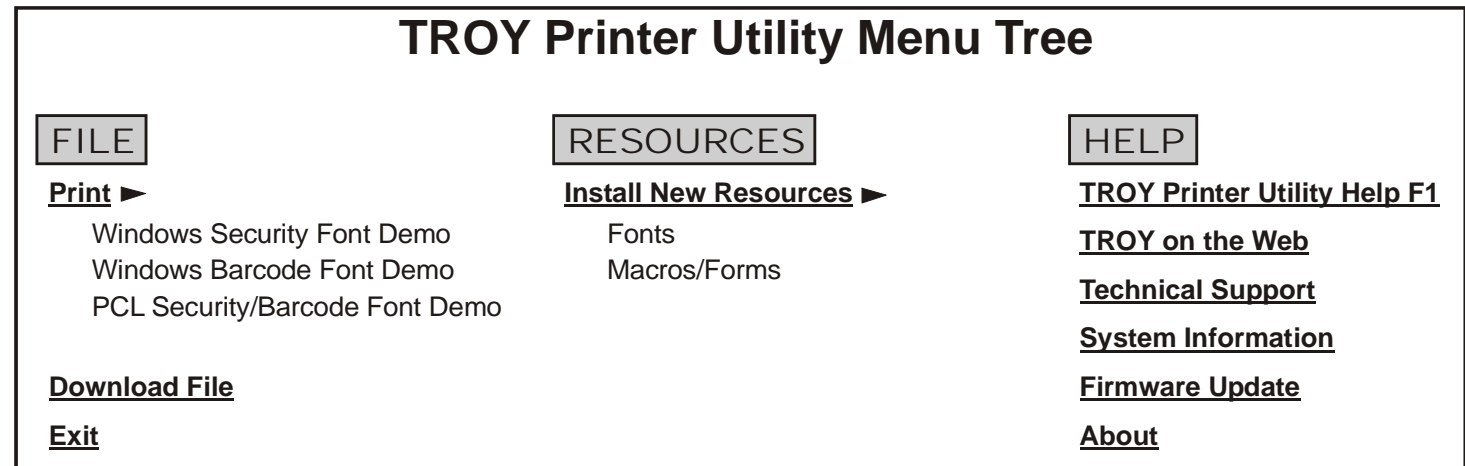 TROY Printer Utility Menu Tree
FILE
Print
Windows Security Font Demo
Windows Barcode Font Demo
PCL Security/Barcode Font Demo
Download File
Exit
RESOURCES
Install New Resources
Fonts
Macros/Forms
HELP
TROY Printer Utility Help F1
TROY on the Web
Technical Support
System Information
Firmware Update
About